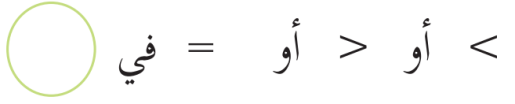 < أو > أو = في